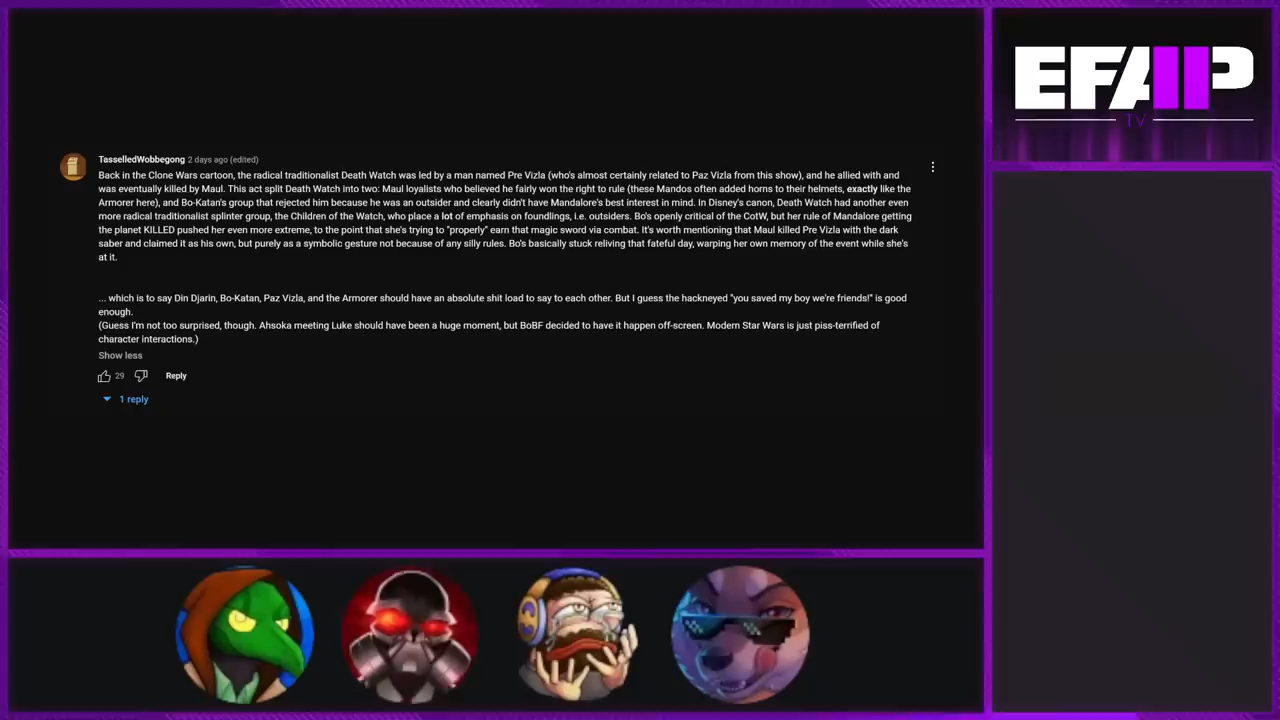 EFAP
TV
TasselledWobbegong 2 days ago (edited)
Back in the Clone Wars cartoon, the radical traditionalist Death Watch was led by a man named Pre Vizla (who's almost certainly related to Paz Vizla from this show), and he allied with and
was eventually killed by Maul. This act split Death Watch into two: Maul loyalists who believed he fairly won the right to rule (these Mandos often added horns to their helmets, exactly like the
Armorer here), and Bo-Katan's group that rejected him because he was an outsider and clearly didn't have Mandalore's best interest in mind. In Disney's canon, Death Watch had another even
more radical traditionalist splinter group, the Children of the Watch, who place a lot of emphasis on foundlings, i.e. outsiders. Bo's openly critical of the CotW, but her rule of Mandalore getting
the planet KILLED pushed her even more extreme, to the point that she's trying to "properly" earn that magic sword via combat. It's worth mentioning that Maul killed Pre Vizla with the dark
saber and claimed it as his own, but purely as a symbolic gesture not because of any silly rules. Bo's basically stuck reliving that fateful day, warping her own memory of the event while she's
at it.
... which is to say Din Djarin, Bo-Katan, Paz Vizla, and the Armorer should have an absolute shit load to say to each other. But I guess the hackneyed "you saved my boy we're friends!" is good
enough.
(Guess I'm not too surprised, though. Ahsoka meeting Luke should have been a huge moment, but BoBF decided to have it happen off-screen. Modern Star Wars is just piss-terrified of
character interactions.)
Show less
29 Reply
1 reply